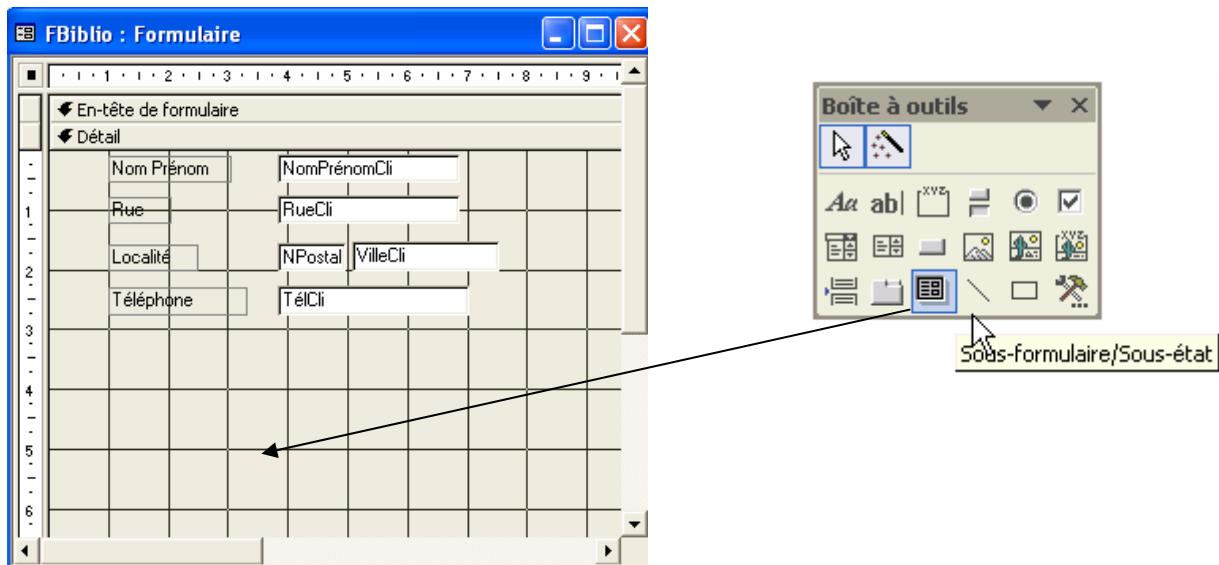 FBiblio : Formulaire
· ı · 1 · ı · 2 · ı · 3 · ı · 4 · ı · 5 · ı · 6 · ı · 7 · ı · 8 · ı · 9 · ı
En-tête de formulaire
Détail
Nom Prénom NomPrénomCli
1 Rue RueCli
Localité NPostal VilleCli
2
Téléphone TélCli
3
4
5
6
Boîte à outils
Aa ab| XYZ
XYZ
Sous-formulaire/Sous-état